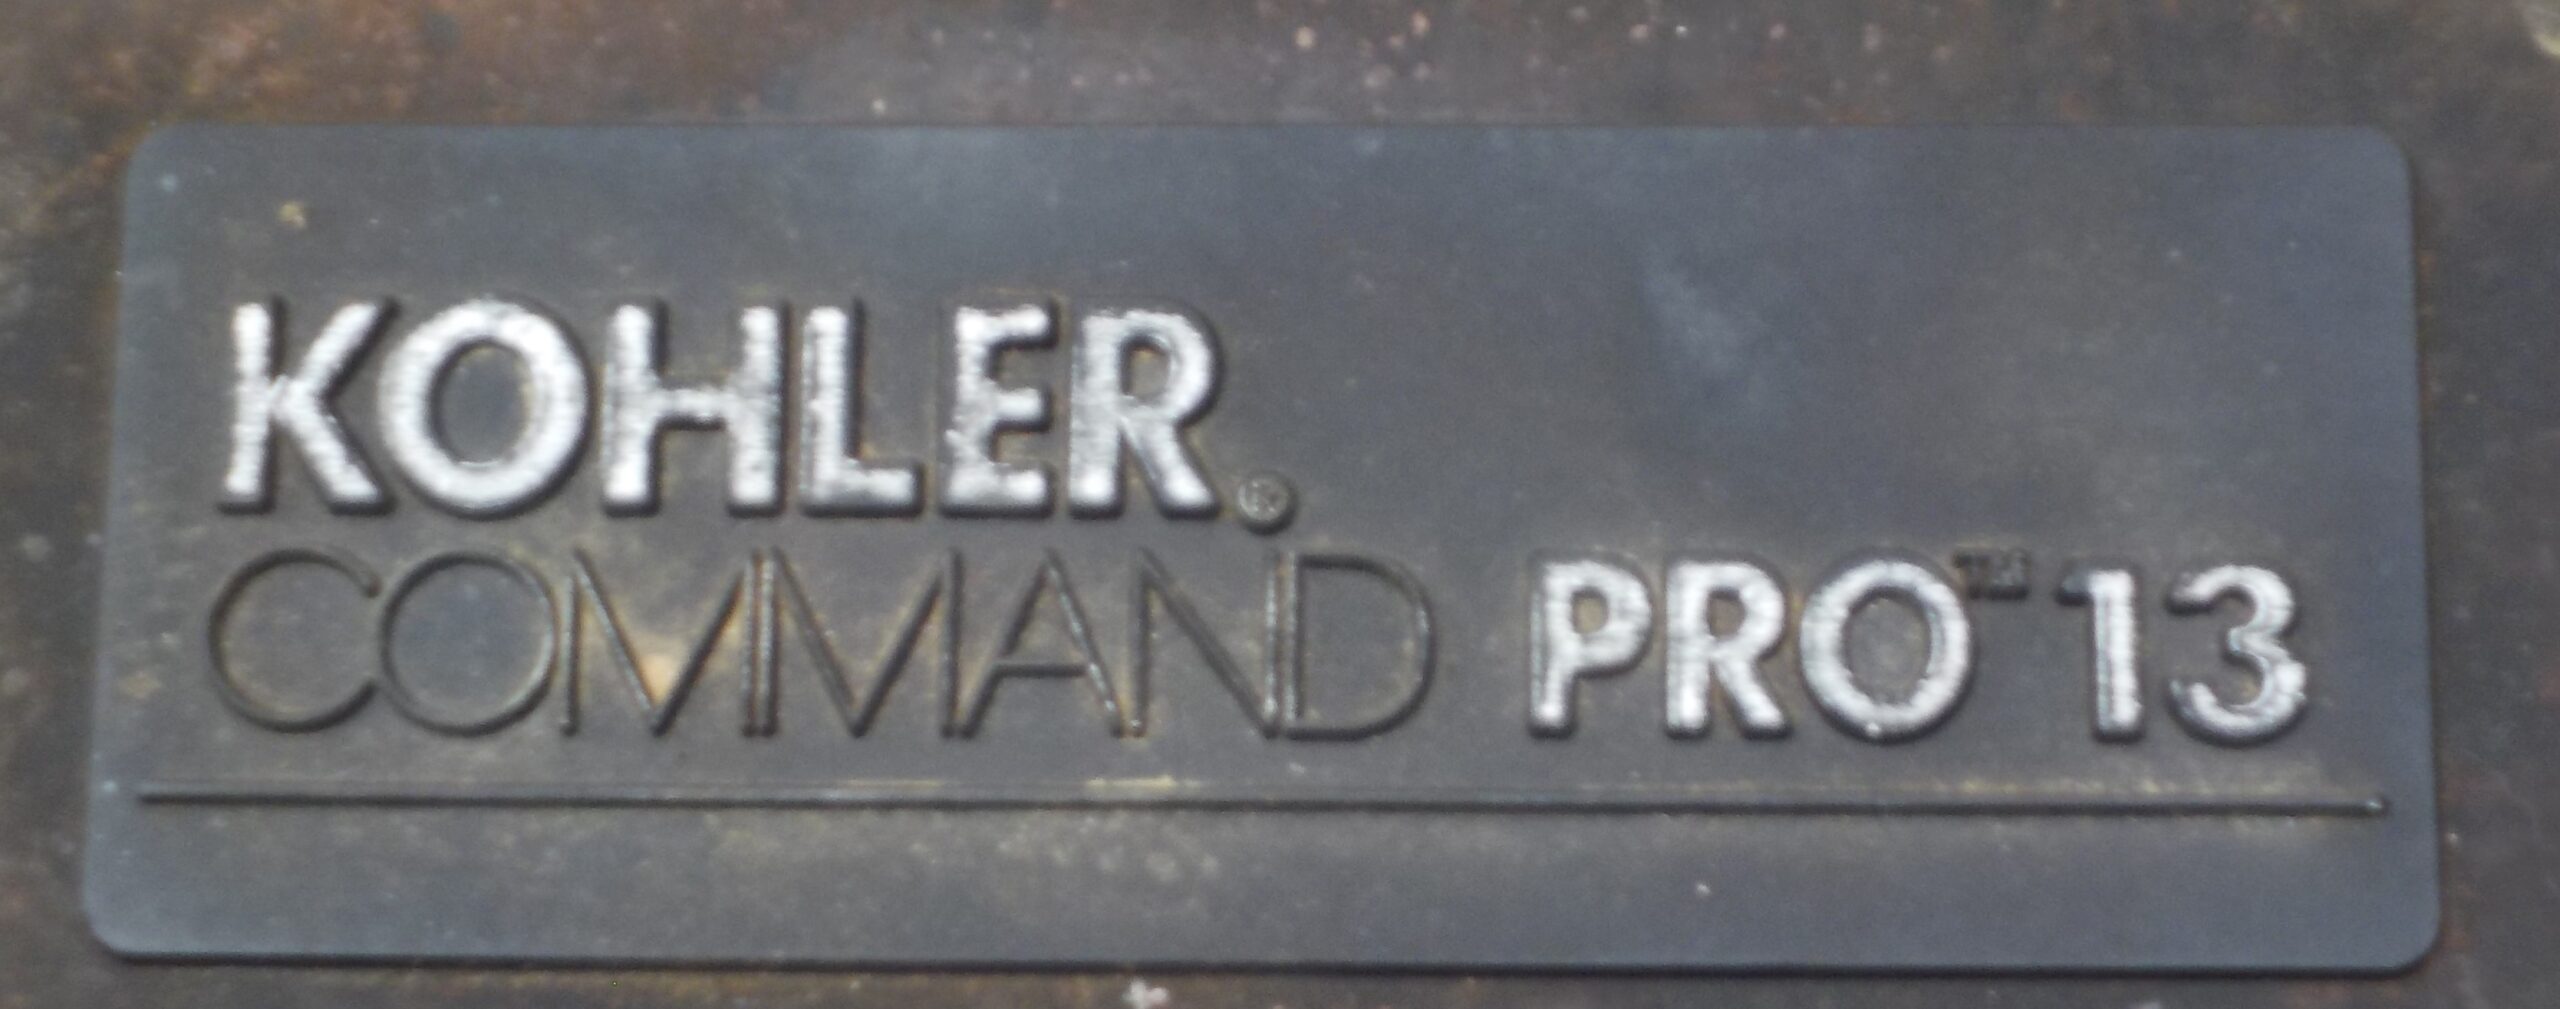 KOHLER®
COMMAND PRO™ 13